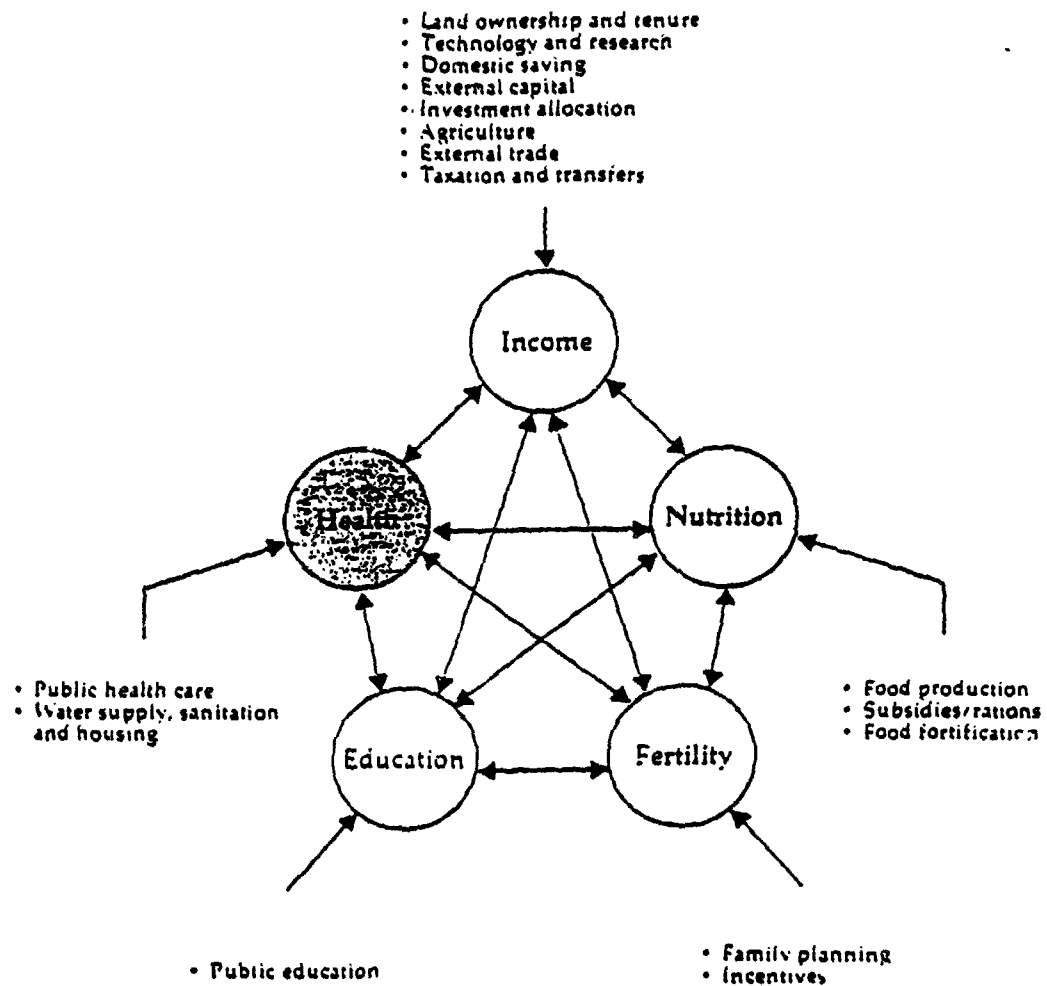 • Land ownership and tenure
• Technology and research
• Domestic saving
• External capital
• Investment allocation
• Agriculture
• External trade
• Taxation and transfers
Income
Health
Nutrition
• Public health care
• Water supply, sanitation
and housing
• Food production
• Subsidies/rations
• Food fortification
Education
Fertility
• Public education
• Family planning
• Incentives